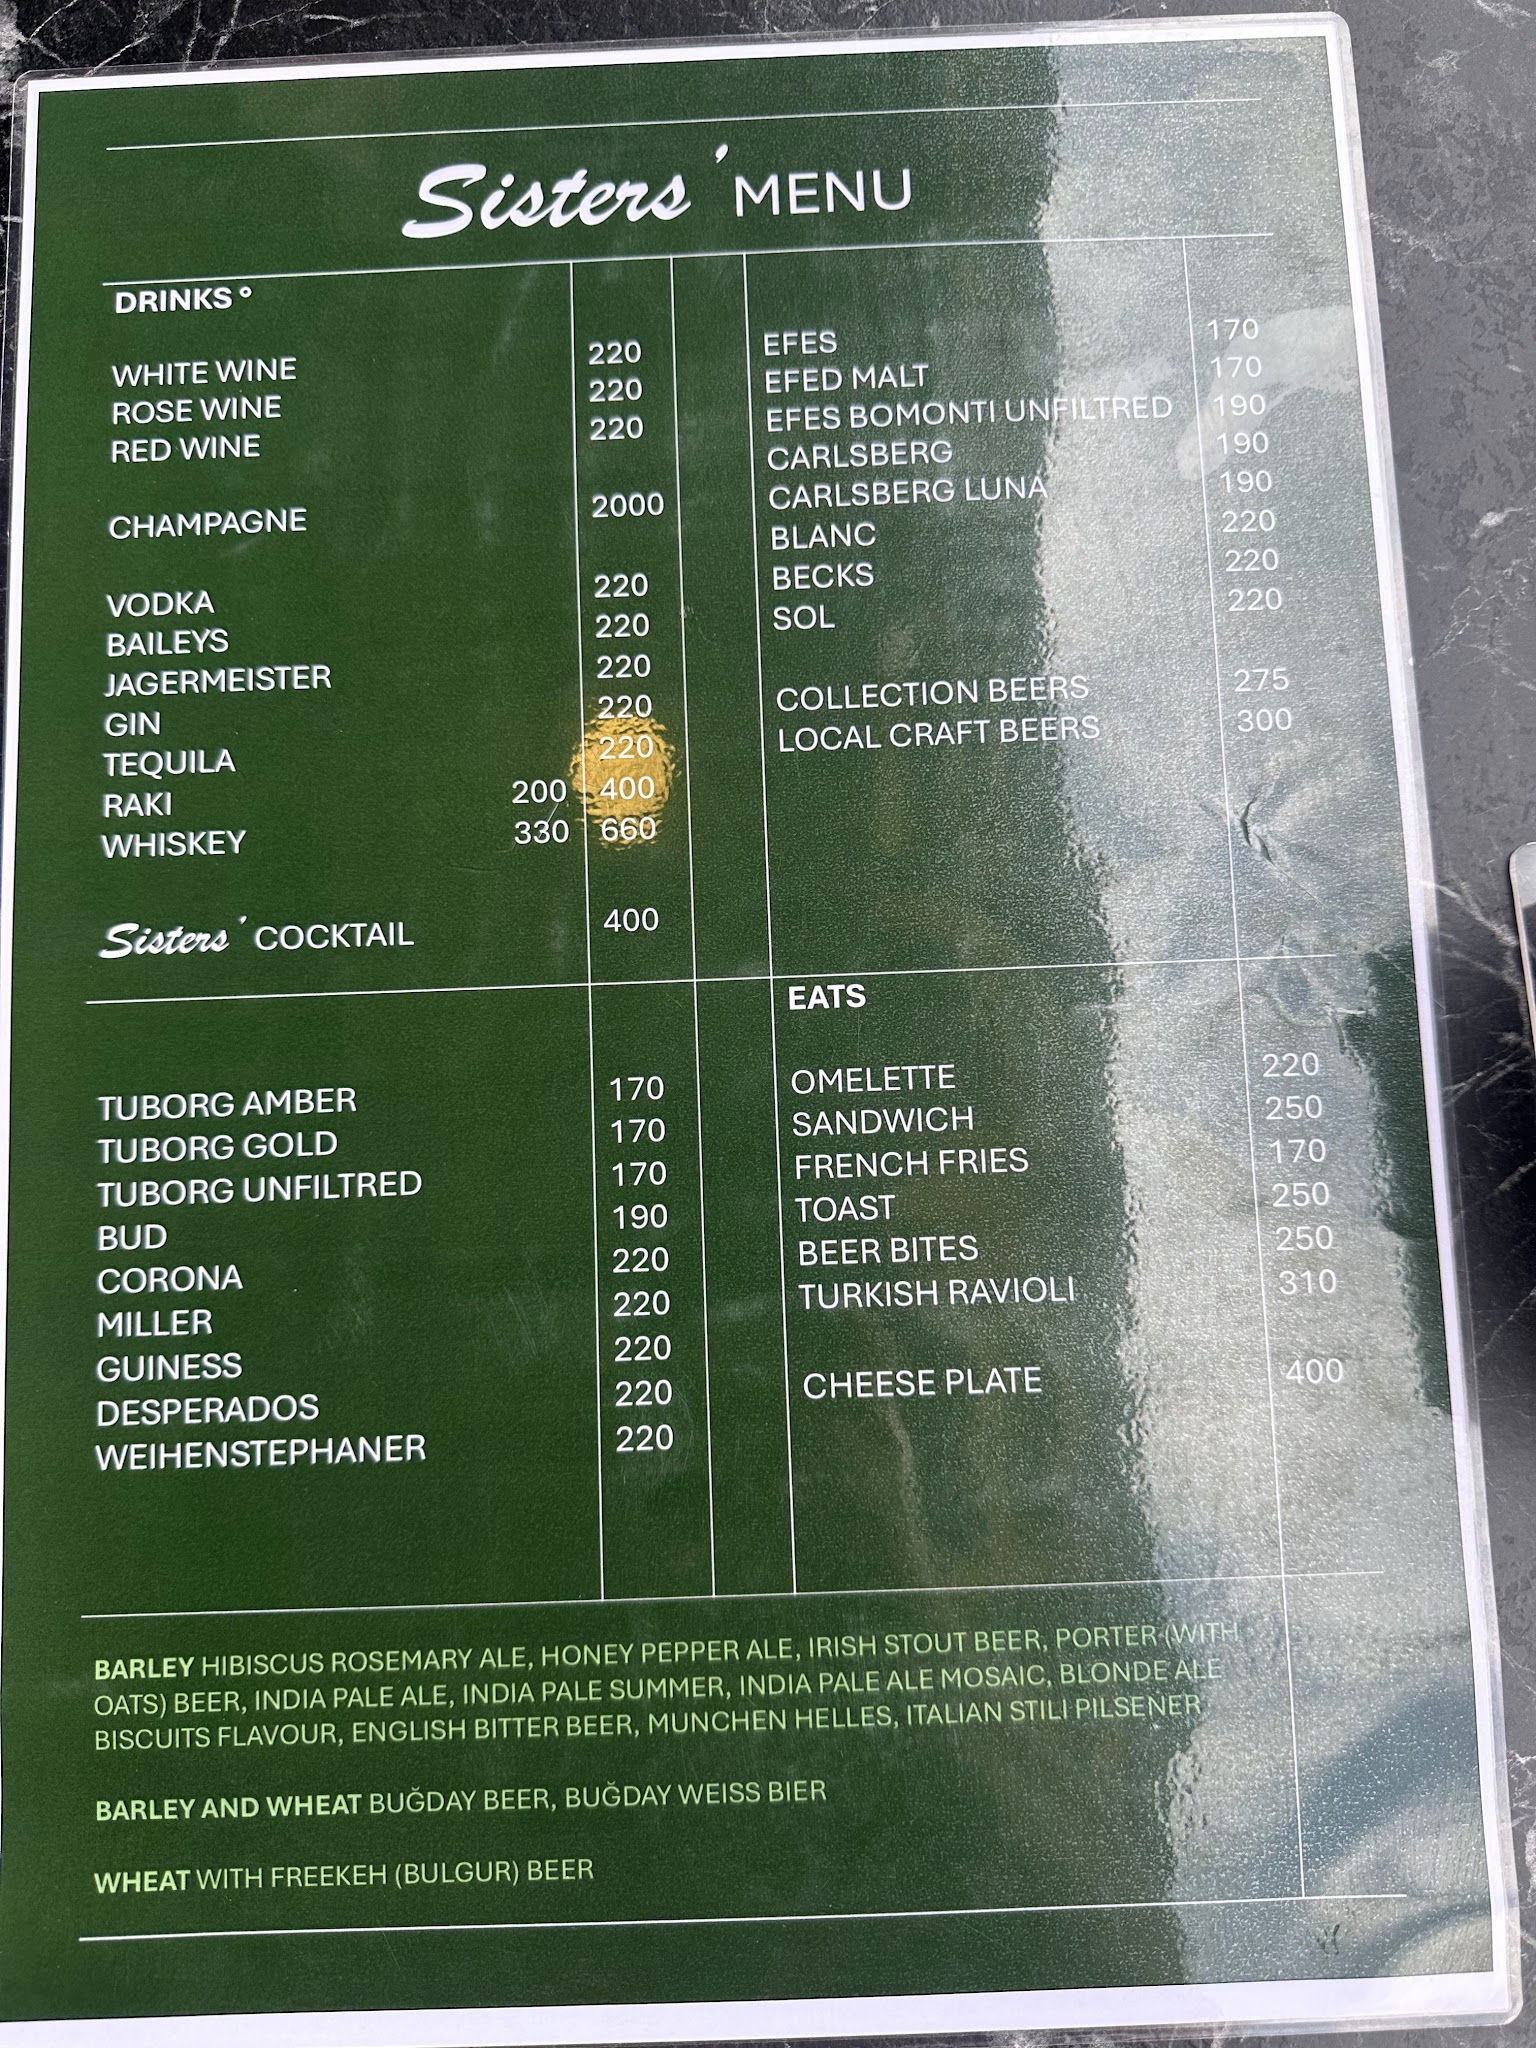 Sisters' MENU
DRINKS °
WHITE WINE 220
ROSE WINE 220
RED WINE 220
CHAMPAGNE 2000
VODKA 220
BAILEYS 220
JAGERMEISTER 220
GIN 220
TEQUILA 220
RAKI 200 400
WHISKEY 330 660
Sisters' COCKTAIL 400
EFES 170
EFED MALT 170
EFES BOMONTI UNFILTRED 190
CARLSBERG 190
CARLSBERG LUNA 190
BLANC 220
BECKS 220
SOL 220
COLLECTION BEERS 275
LOCAL CRAFT BEERS 300
TUBORG AMBER 170
TUBORG GOLD 170
TUBORG UNFILTRED 170
BUD 190
CORONA 220
MILLER 220
GUINESS 220
DESPERADOS 220
WEIHENSTEPHANER 220
EATS
OMELETTE 220
SANDWICH 250
FRENCH FRIES 170
TOAST 250
BEER BITES 250
TURKISH RAVIOLI 310
CHEESE PLATE 400
BARLEY HIBISCUS ROSEMARY ALE, HONEY PEPPER ALE, IRISH STOUT BEER, PORTER (WITH
OATS) BEER, INDIA PALE ALE, INDIA PALE SUMMER, INDIA PALE ALE MOSAIC, BLONDE ALE
BISCUITS FLAVOUR, ENGLISH BITTER BEER, MUNCHEN HELLES, ITALIAN STILI PILSENER
BARLEY AND WHEAT BUĞDAY BEER, BUĞDAY WEISS BIER
WHEAT WITH FREEKEH (BULGUR) BEER